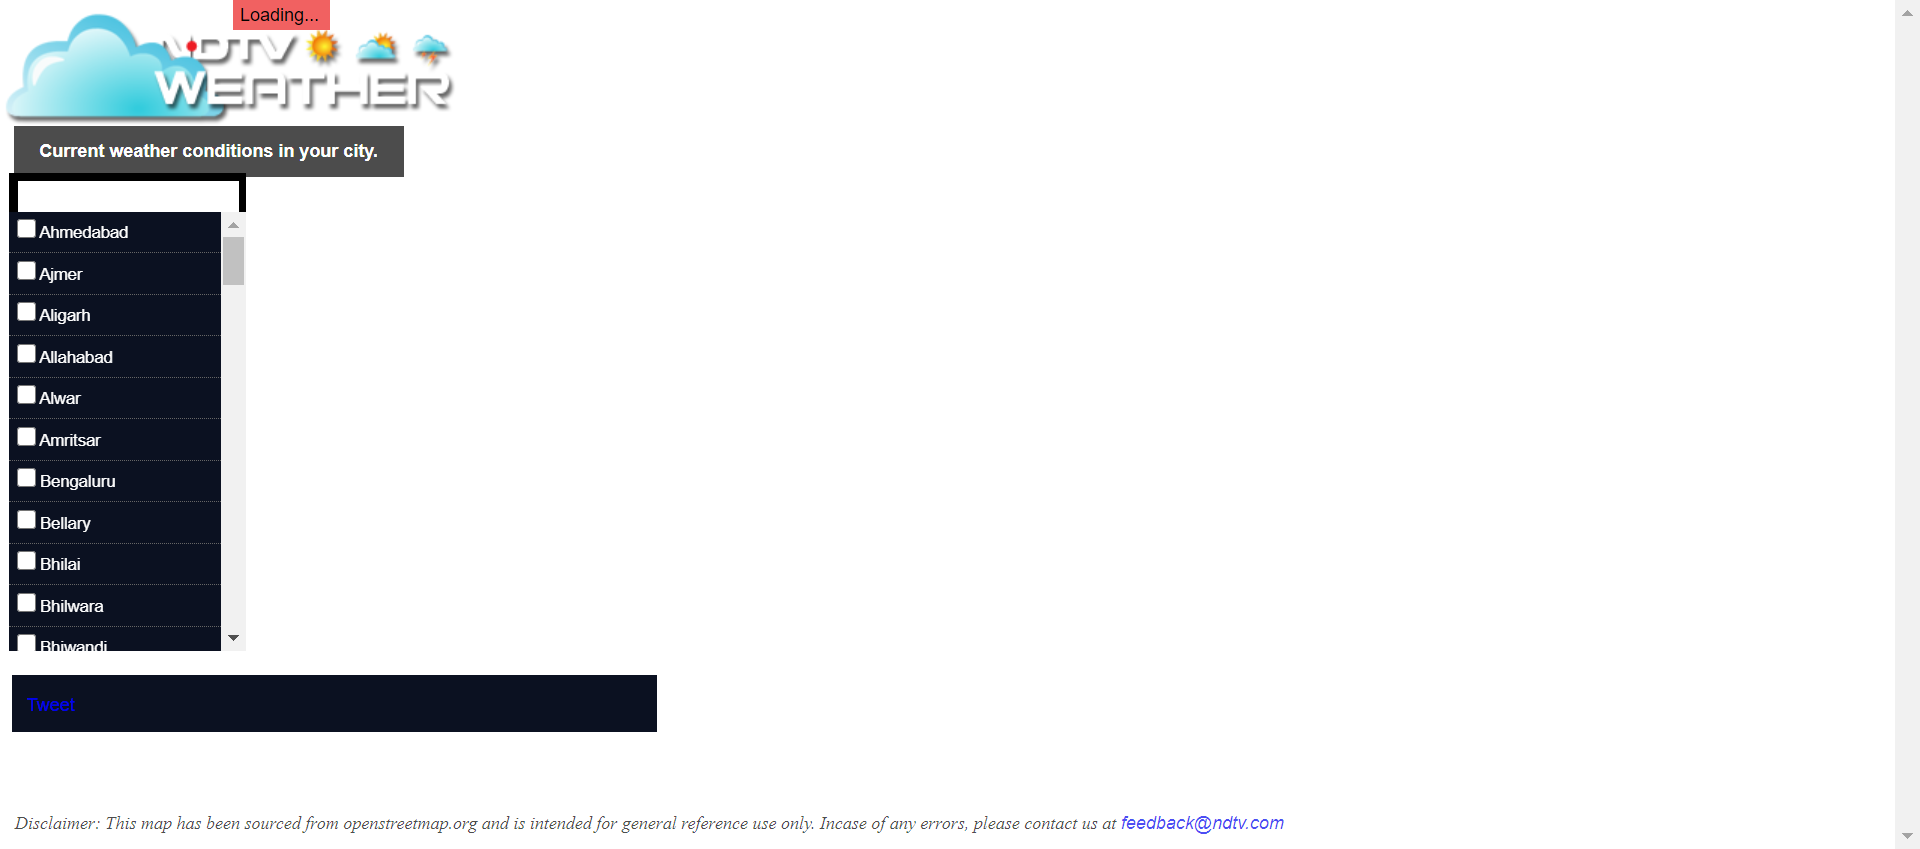 Loading...
NDTV
WEATHER
Current weather conditions in your city.
Ahmedabad
Ajmer
Aligarh
Allahabad
Alwar
Amritsar
Bengaluru
Bellary
Bhilai
Bhilwara
Bhiwandi
Tweet
Disclaimer: This map has been sourced from openstreetmap.org and is intended for general reference use only. Incase of any errors, please contact us at feedback@ndtv.com